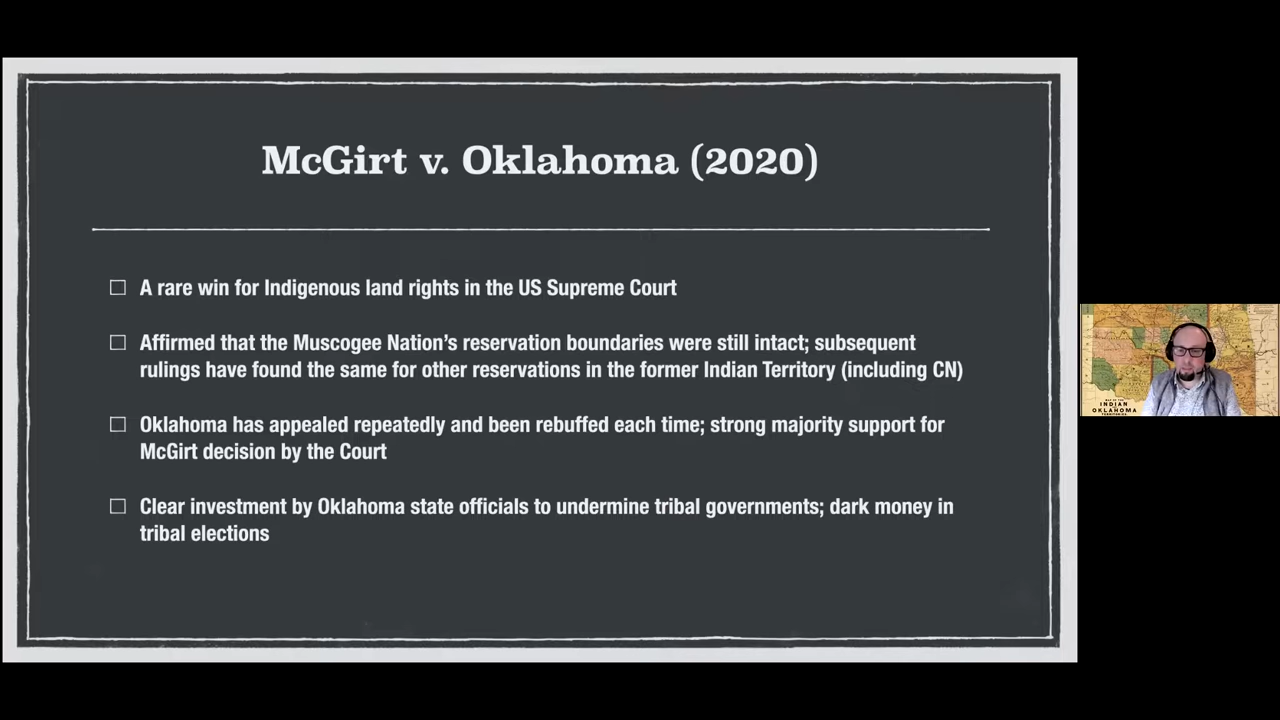 McGirt v. Oklahoma (2020)
☐ A rare win for Indigenous land rights in the US Supreme Court
☐ Affirmed that the Muscogee Nation's reservation boundaries were still intact; subsequent
rulings have found the same for other reservations in the former Indian Territory (including CN)
☐ Oklahoma has appealed repeatedly and been rebuffed each time; strong majority support for
McGirt decision by the Court
☐ Clear investment by Oklahoma state officials to undermine tribal governments; dark money in
tribal elections
INDIAN
OKLAHOMA